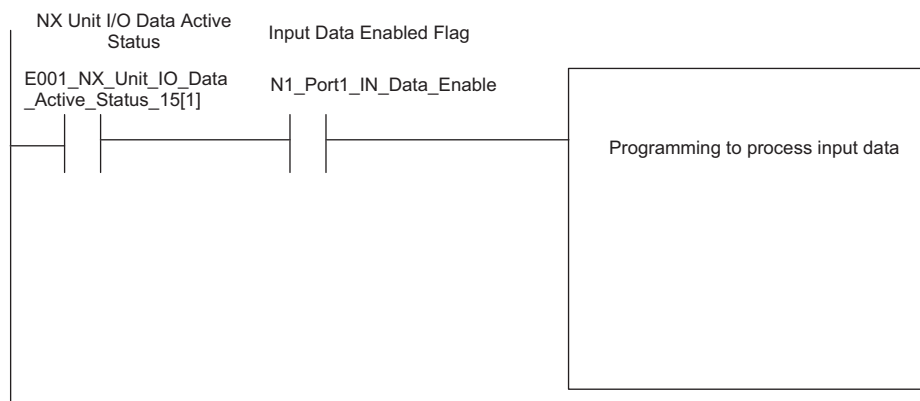 NX Unit I/O Data Active
Status
Input Data Enabled Flag
E001_NX_Unit_IO_Data
_Active_Status_15[1]
N1_Port1_IN_Data_Enable
Programming to process input data